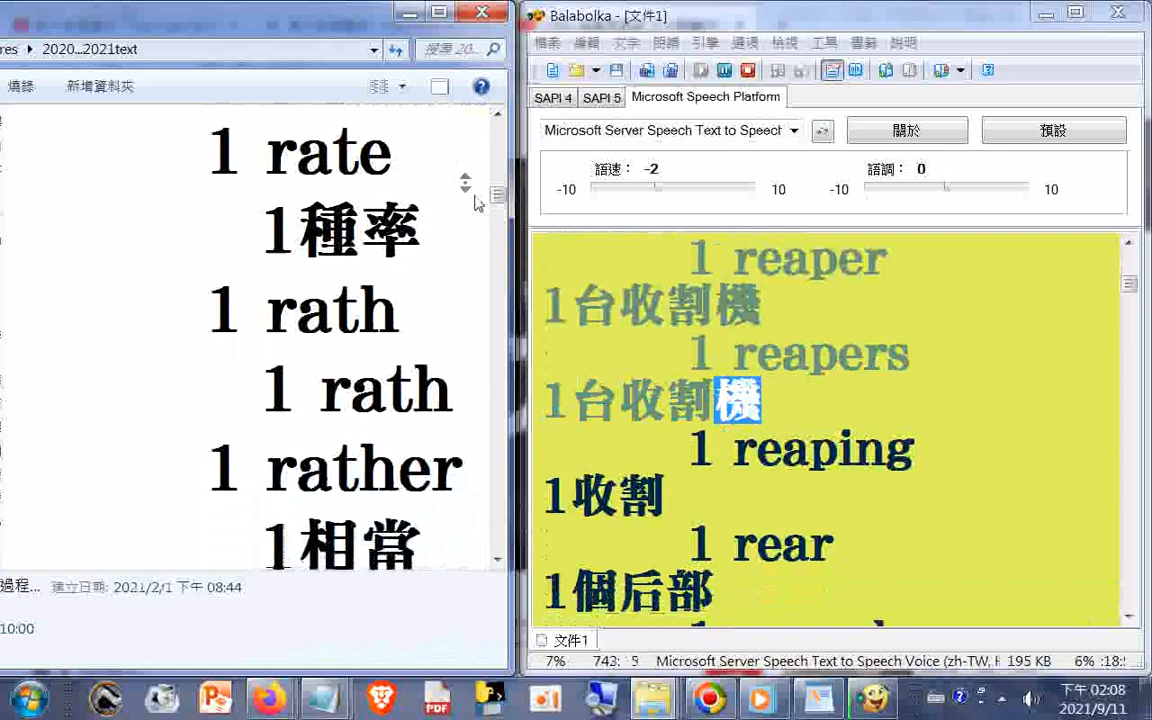 res ▸ 2020...2021text
搜尋 20...
燒錄 新增資料夾
1 rate
1種率
1 rath
1 rath
1 rather
1相當
過程... 建立日期: 2021/2/1 下午 08:44
10:00
Balabolka - [文件1]
檔案 編輯 文字 朗讀 引擎 選項 檢視 工具 書籤 說明
SAPI 4 SAPI 5 Microsoft Speech Platform
Microsoft Server Speech Text to Speech 關於 預設
語速： -2 語調： 0
-10 10 -10 10
1 reaper
1台收割機
1 reapers
1台收割機
1 reaping
1收割
1 rear
1個后部
文件1
7% Microsoft Server Speech Text to Speech Voice (zh-TW, H 195 KB 6%
PDF
下午 02:08
2021/9/11